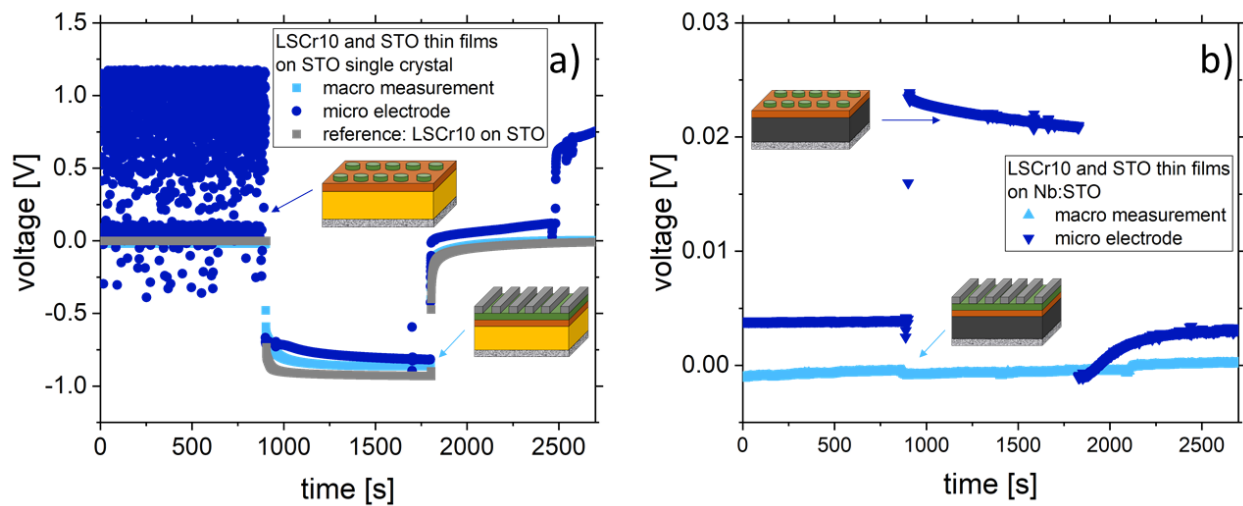 a)
LSCr10 and STO thin films
on STO single crystal
macro measurement
micro electrode
reference: LSCr10 on STO
voltage [V]
1.5
1.0
0.5
0.0
-0.5
-1.0
0 500 1000 1500 2000 2500
time [s]
b)
LSCr10 and STO thin films
on Nb:STO
macro measurement
micro electrode
voltage [V]
0.03
0.02
0.01
0.00
0 500 1000 1500 2000 2500
time [s]